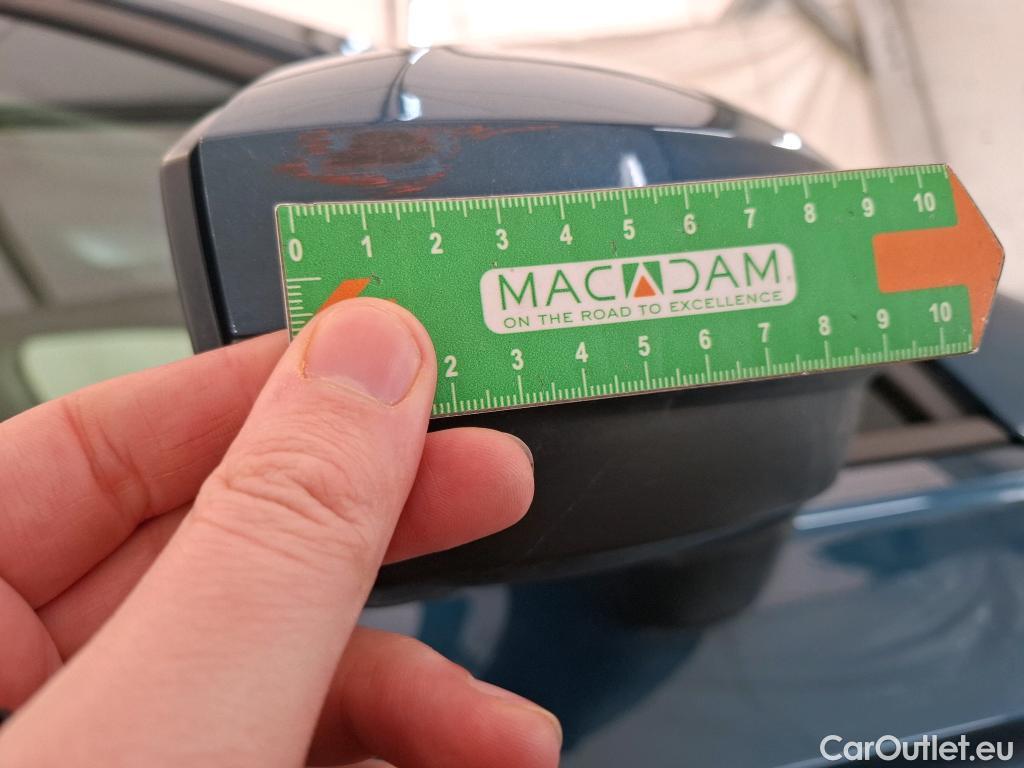 0 1 2 3 4 5 6 7 8 9 10
MACADAM
ON THE ROAD TO EXCELLENCE
2 3 4 5 6 7 8 9 10
CarOutlet.eu